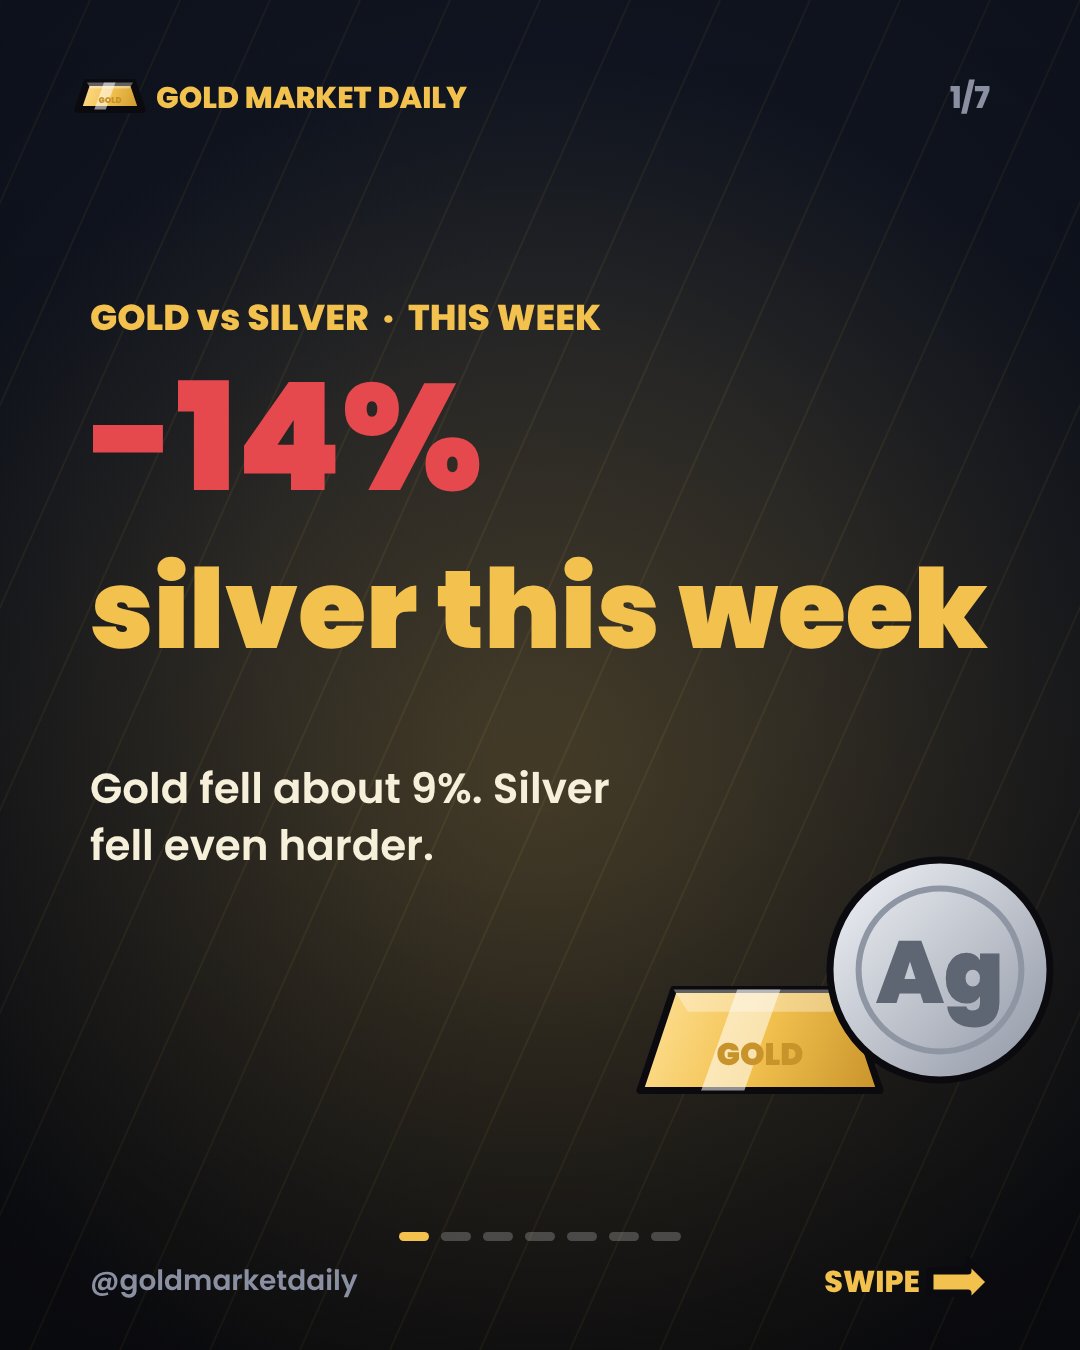 GOLD
GOLD MARKET DAILY
1/7
GOLD vs SILVER · THIS WEEK
-14%
silver this week
Gold fell about 9%. Silver
fell even harder.
Ag
GOLD
@goldmarketdaily
SWIPE